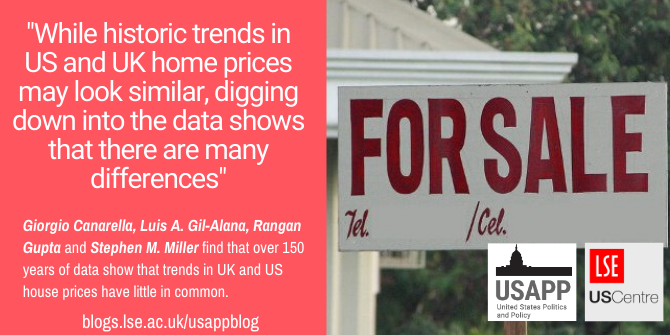 "While historic trends in
US and UK home prices
may look similar, digging
down into the data shows
that there are many
differences"
Giorgio Canarella, Luis A. Gil-Alana, Rangan
Gupta and Stephen M. Miller find that over 150
years of data show that trends in UK and US
house prices have little in common.
blogs.lse.ac.uk/usappblog
FOR SALE
Tel. /Cel.
USAPP
United States Politics
and Policy
LSE
USCentre